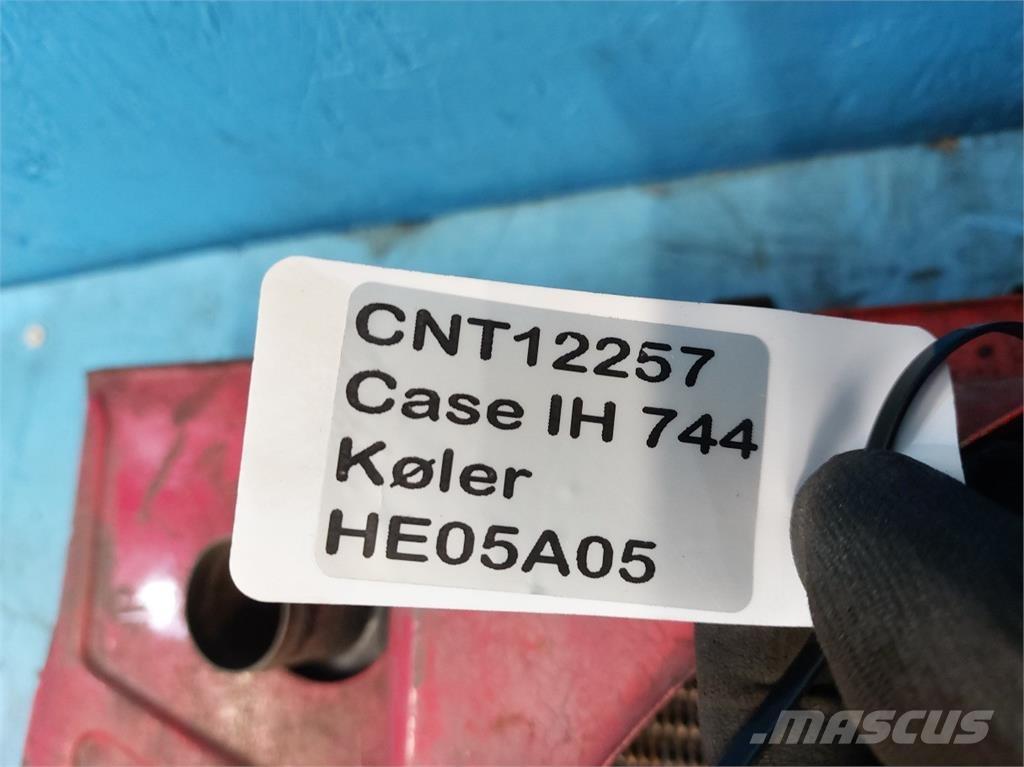 CNT12257
Case IH 744
Køler
HE05A05
MASCUS